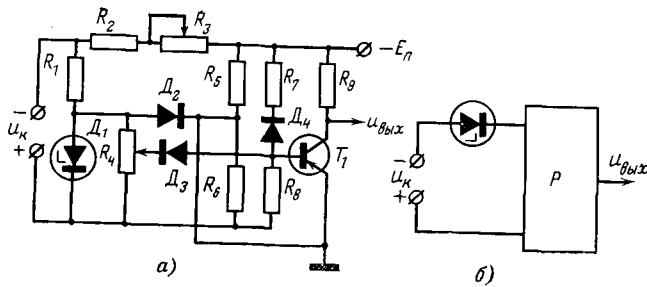 R₂ R₃
− Eп
R₁ R₅ R₇ R₉
Д₂ Д₄
− uк + Д₁ uвых
R₄ Д₃ R₆ R₈ T₁
а)
− uк + P uвых
б)